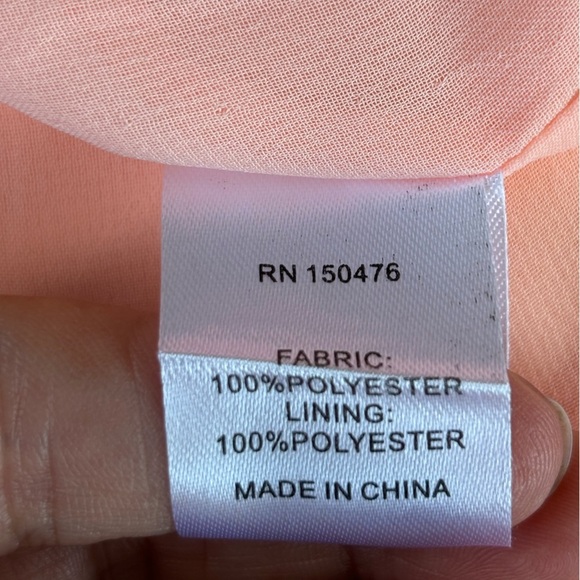 RN 150476
FABRIC:
100%POLYESTER
LINING:
100%POLYESTER
MADE IN CHINA